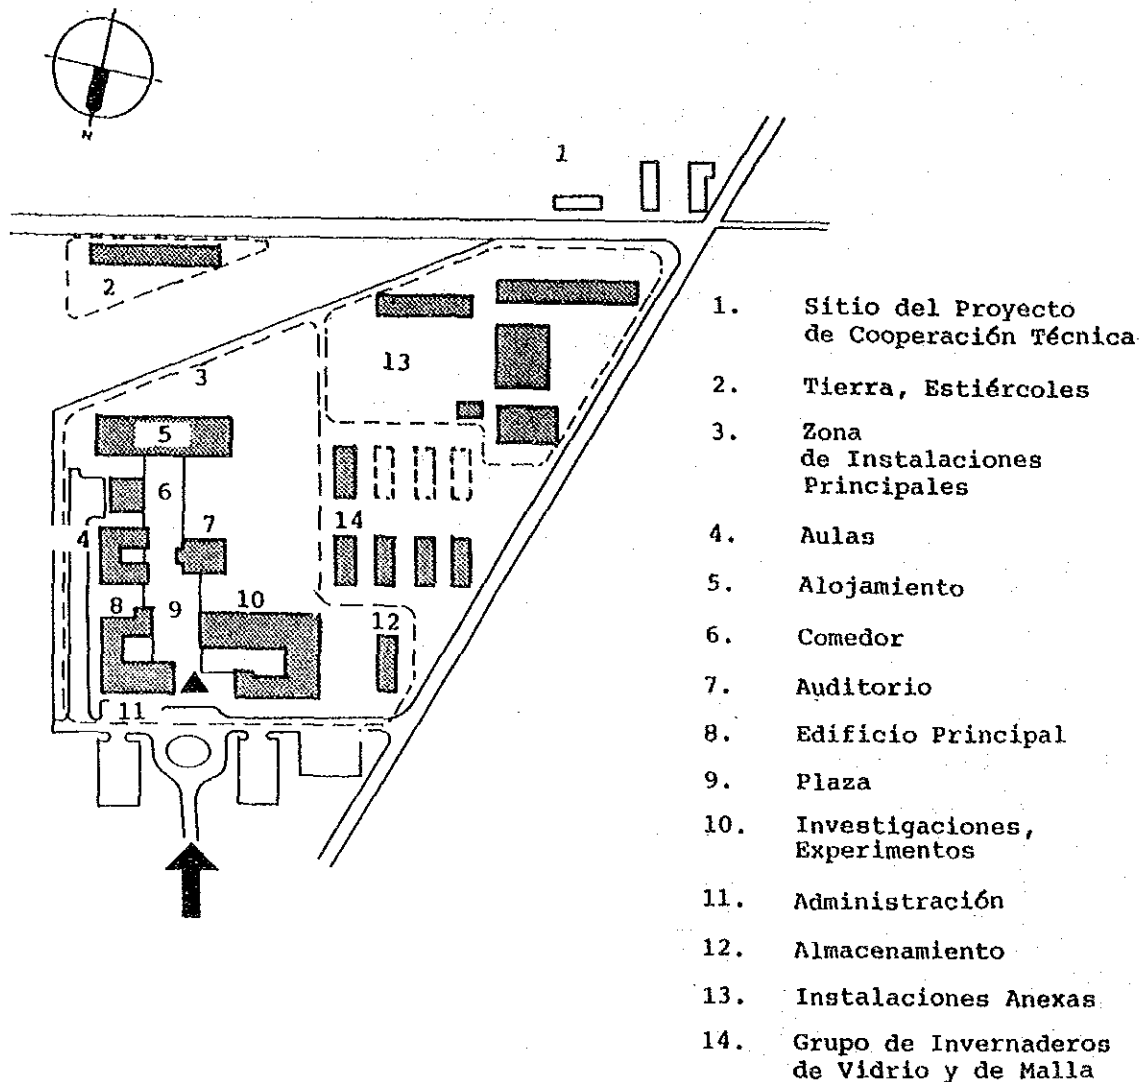 N
1
2
3
13
5
6
7
4
14
8
9
10
12
11
1. Sitio del Proyecto
de Cooperación Técnica
2. Tierra, Estiércoles
3. Zona
de Instalaciones
Principales
4. Aulas
5. Alojamiento
6. Comedor
7. Auditorio
8. Edificio Principal
9. Plaza
10. Investigaciones,
Experimentos
11. Administración
12. Almacenamiento
13. Instalaciones Anexas
14. Grupo de Invernaderos
de Vidrio y de Malla